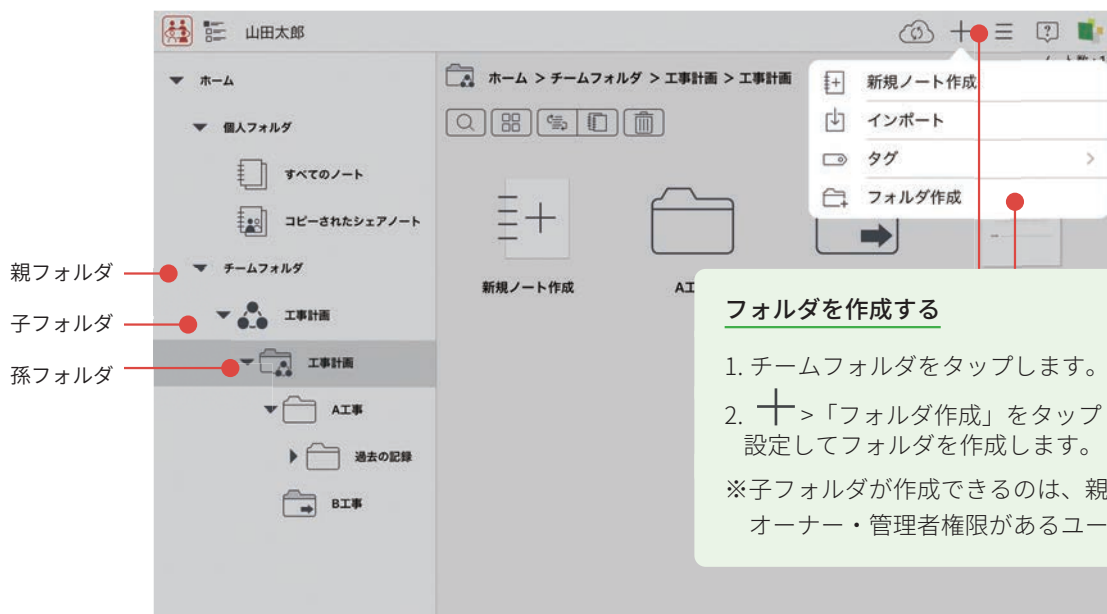 山田太郎
ホーム
個人フォルダ
すべてのノート
コピーされたシェアノート
チームフォルダ
工事計画
工事計画
A工事
過去の記録
B工事
親フォルダ
子フォルダ
孫フォルダ
ホーム > チームフォルダ > 工事計画 > 工事計画
新規ノート作成
インポート
タグ
フォルダ作成
新規ノート作成
フォルダを作成する
1. チームフォルダをタップします。
2. > 「フォルダ作成」をタップ
設定してフォルダを作成します。
※子フォルダが作成できるのは、親
オーナー・管理者権限があるユー